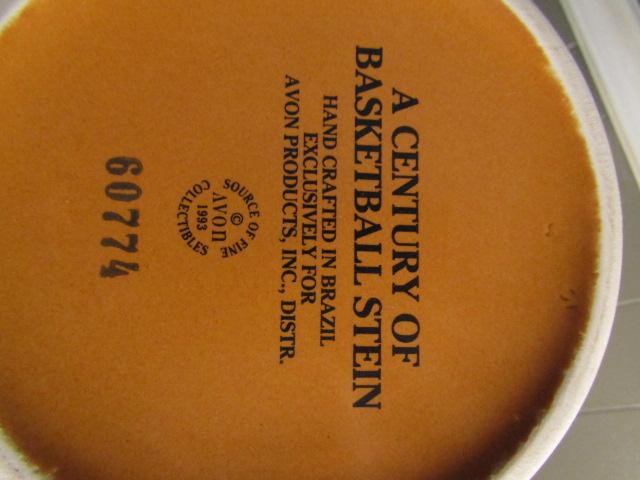 A CENTURY OF
BASKETBALL STEIN
HAND CRAFTED IN BRAZIL
EXCLUSIVELY FOR
AVON PRODUCTS, INC., DISTR.
SOURCE OF FINE
©
AVON
1993
COLLECTIBLES
60774